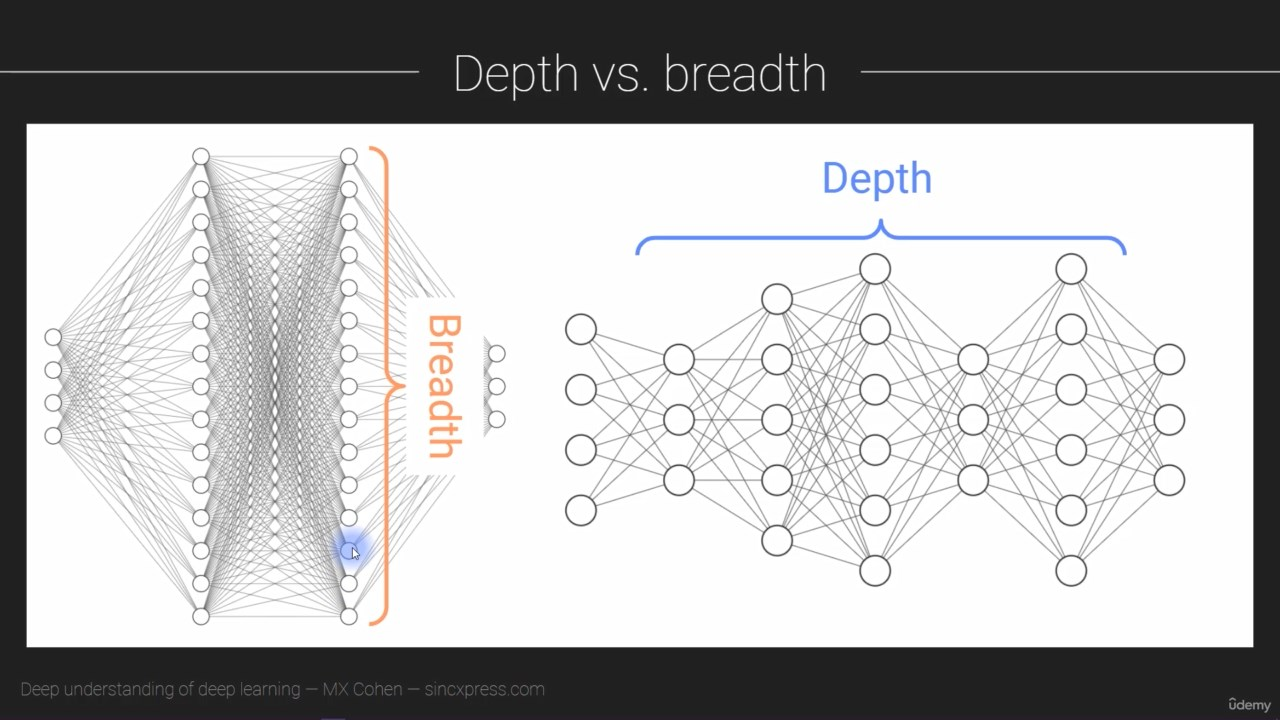 Depth vs. breadth
Breadth
Depth
Deep understanding of deep learning — MX Cohen — sincxpress.com
ûdemy